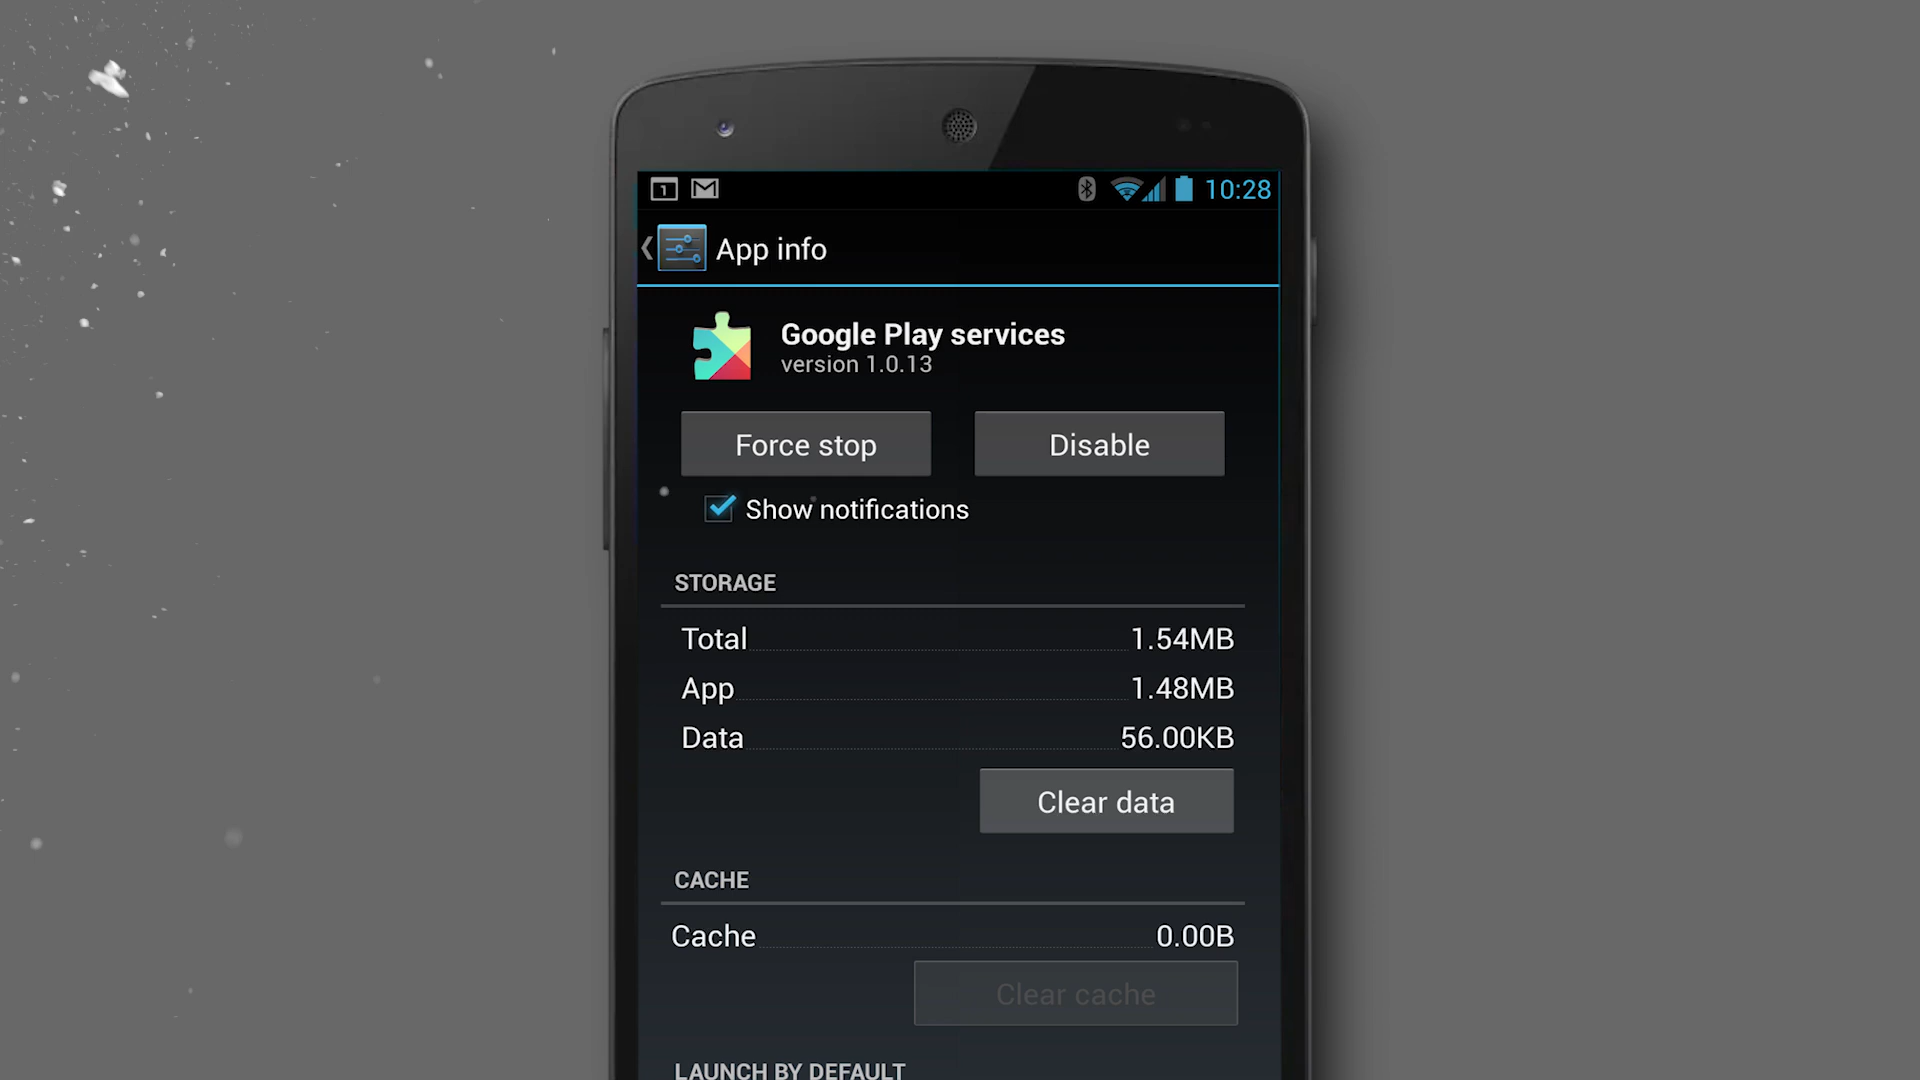 1
10:28
App info
Google Play services
version 1.0.13
Force stop
Disable
Show notifications
STORAGE
Total 1.54MB
App 1.48MB
Data 56.00KB
Clear data
CACHE
Cache 0.00B
Clear cache
LAUNCH BY DEFAULT